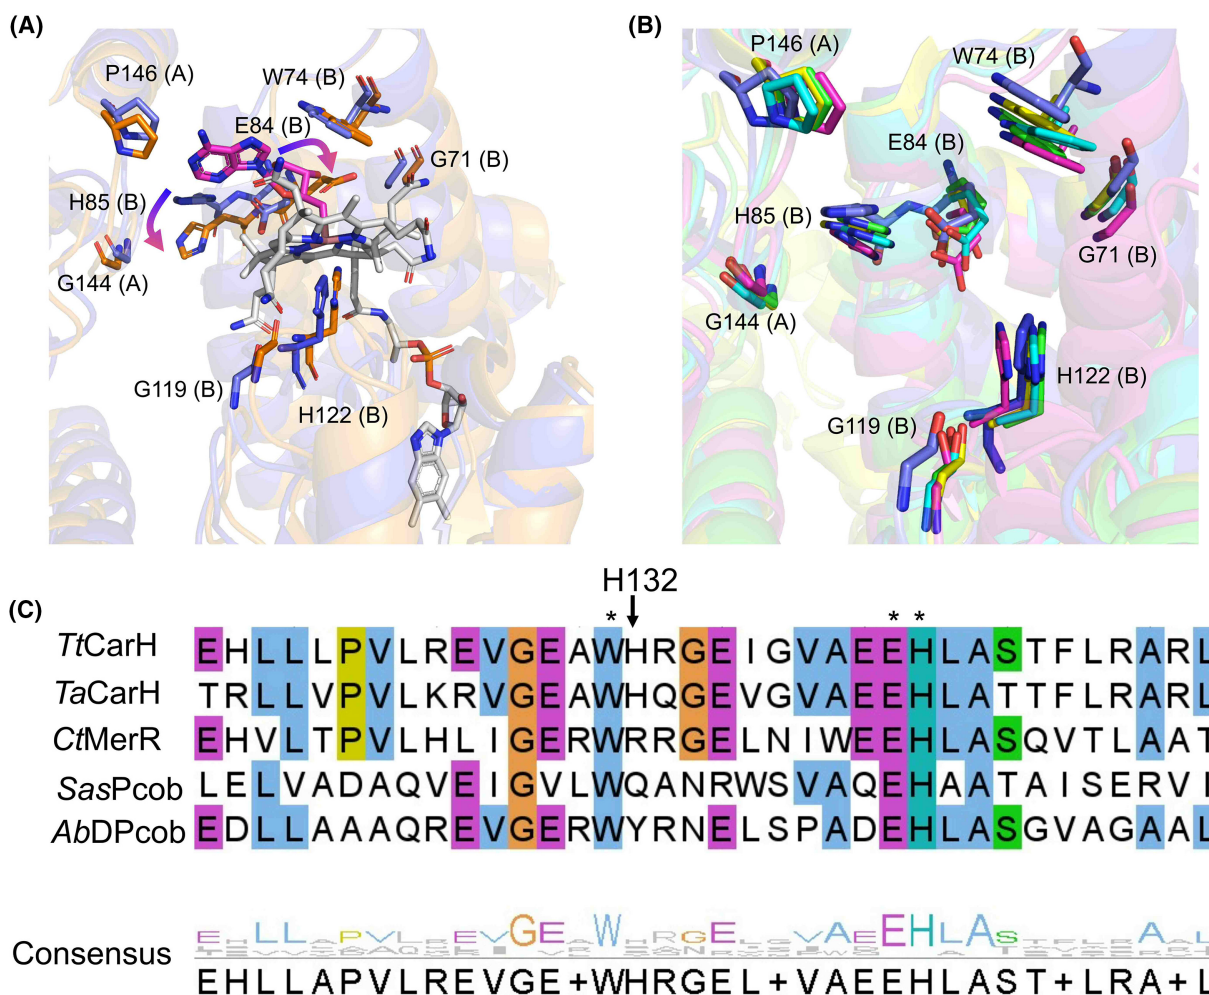 (A)
P146 (A)
W74 (B)
E84 (B)
G71 (B)
H85 (B)
G144 (A)
G119 (B)
H122 (B)
(B)
P146 (A)
W74 (B)
E84 (B)
H85 (B)
G71 (B)
G144 (A)
H122 (B)
G119 (B)
(C)
H132
* * *
TtCarH EHLLLPVLREVGEAWHRGEIGVAEEHLASTFLRARL
TaCarH TRLLVPVLKRVGEAWHQGEVGVAEEHLATTFLRARL
CtMerR EHVLTPVLHLIGERWRRGELNIWEEHLASQVTLAAT
SasPcob LELVADAQVEIGVLWQANRWSVAQEHAATAISERVI
AbDPcob EDLLAAAQREVGERWYRNELSPADEHLASGVAGAAL
Consensus
EHLLAPVLREVGE+WHRGEL+VAEEHLAST+LRA+L